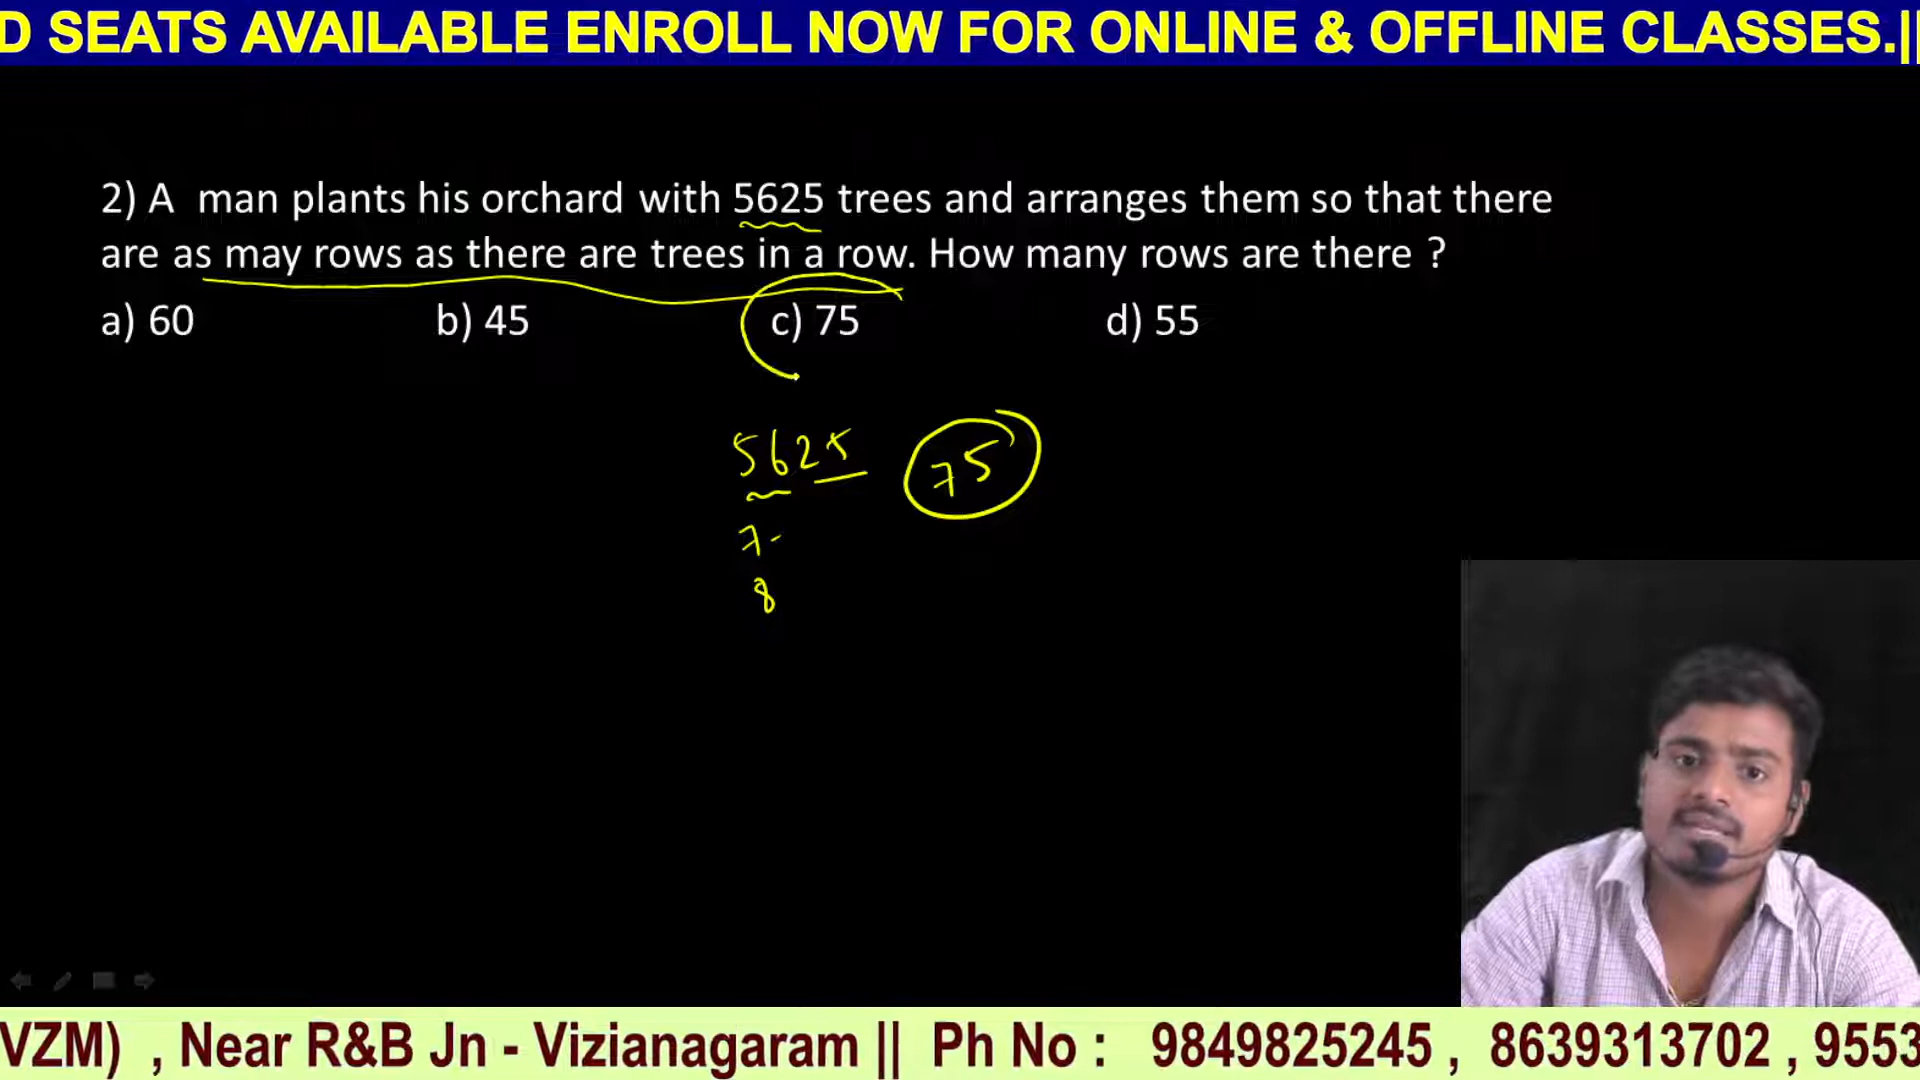 D SEATS AVAILABLE ENROLL NOW FOR ONLINE & OFFLINE CLASSES.||
2) A man plants his orchard with 5625 trees and arranges them so that there
are as may rows as there are trees in a row. How many rows are there ?
a) 60 b) 45 c) 75 d) 55
5625 75
7-
8
VZM) , Near R&B Jn - Vizianagaram || Ph No : 9849825245 , 8639313702 , 9553